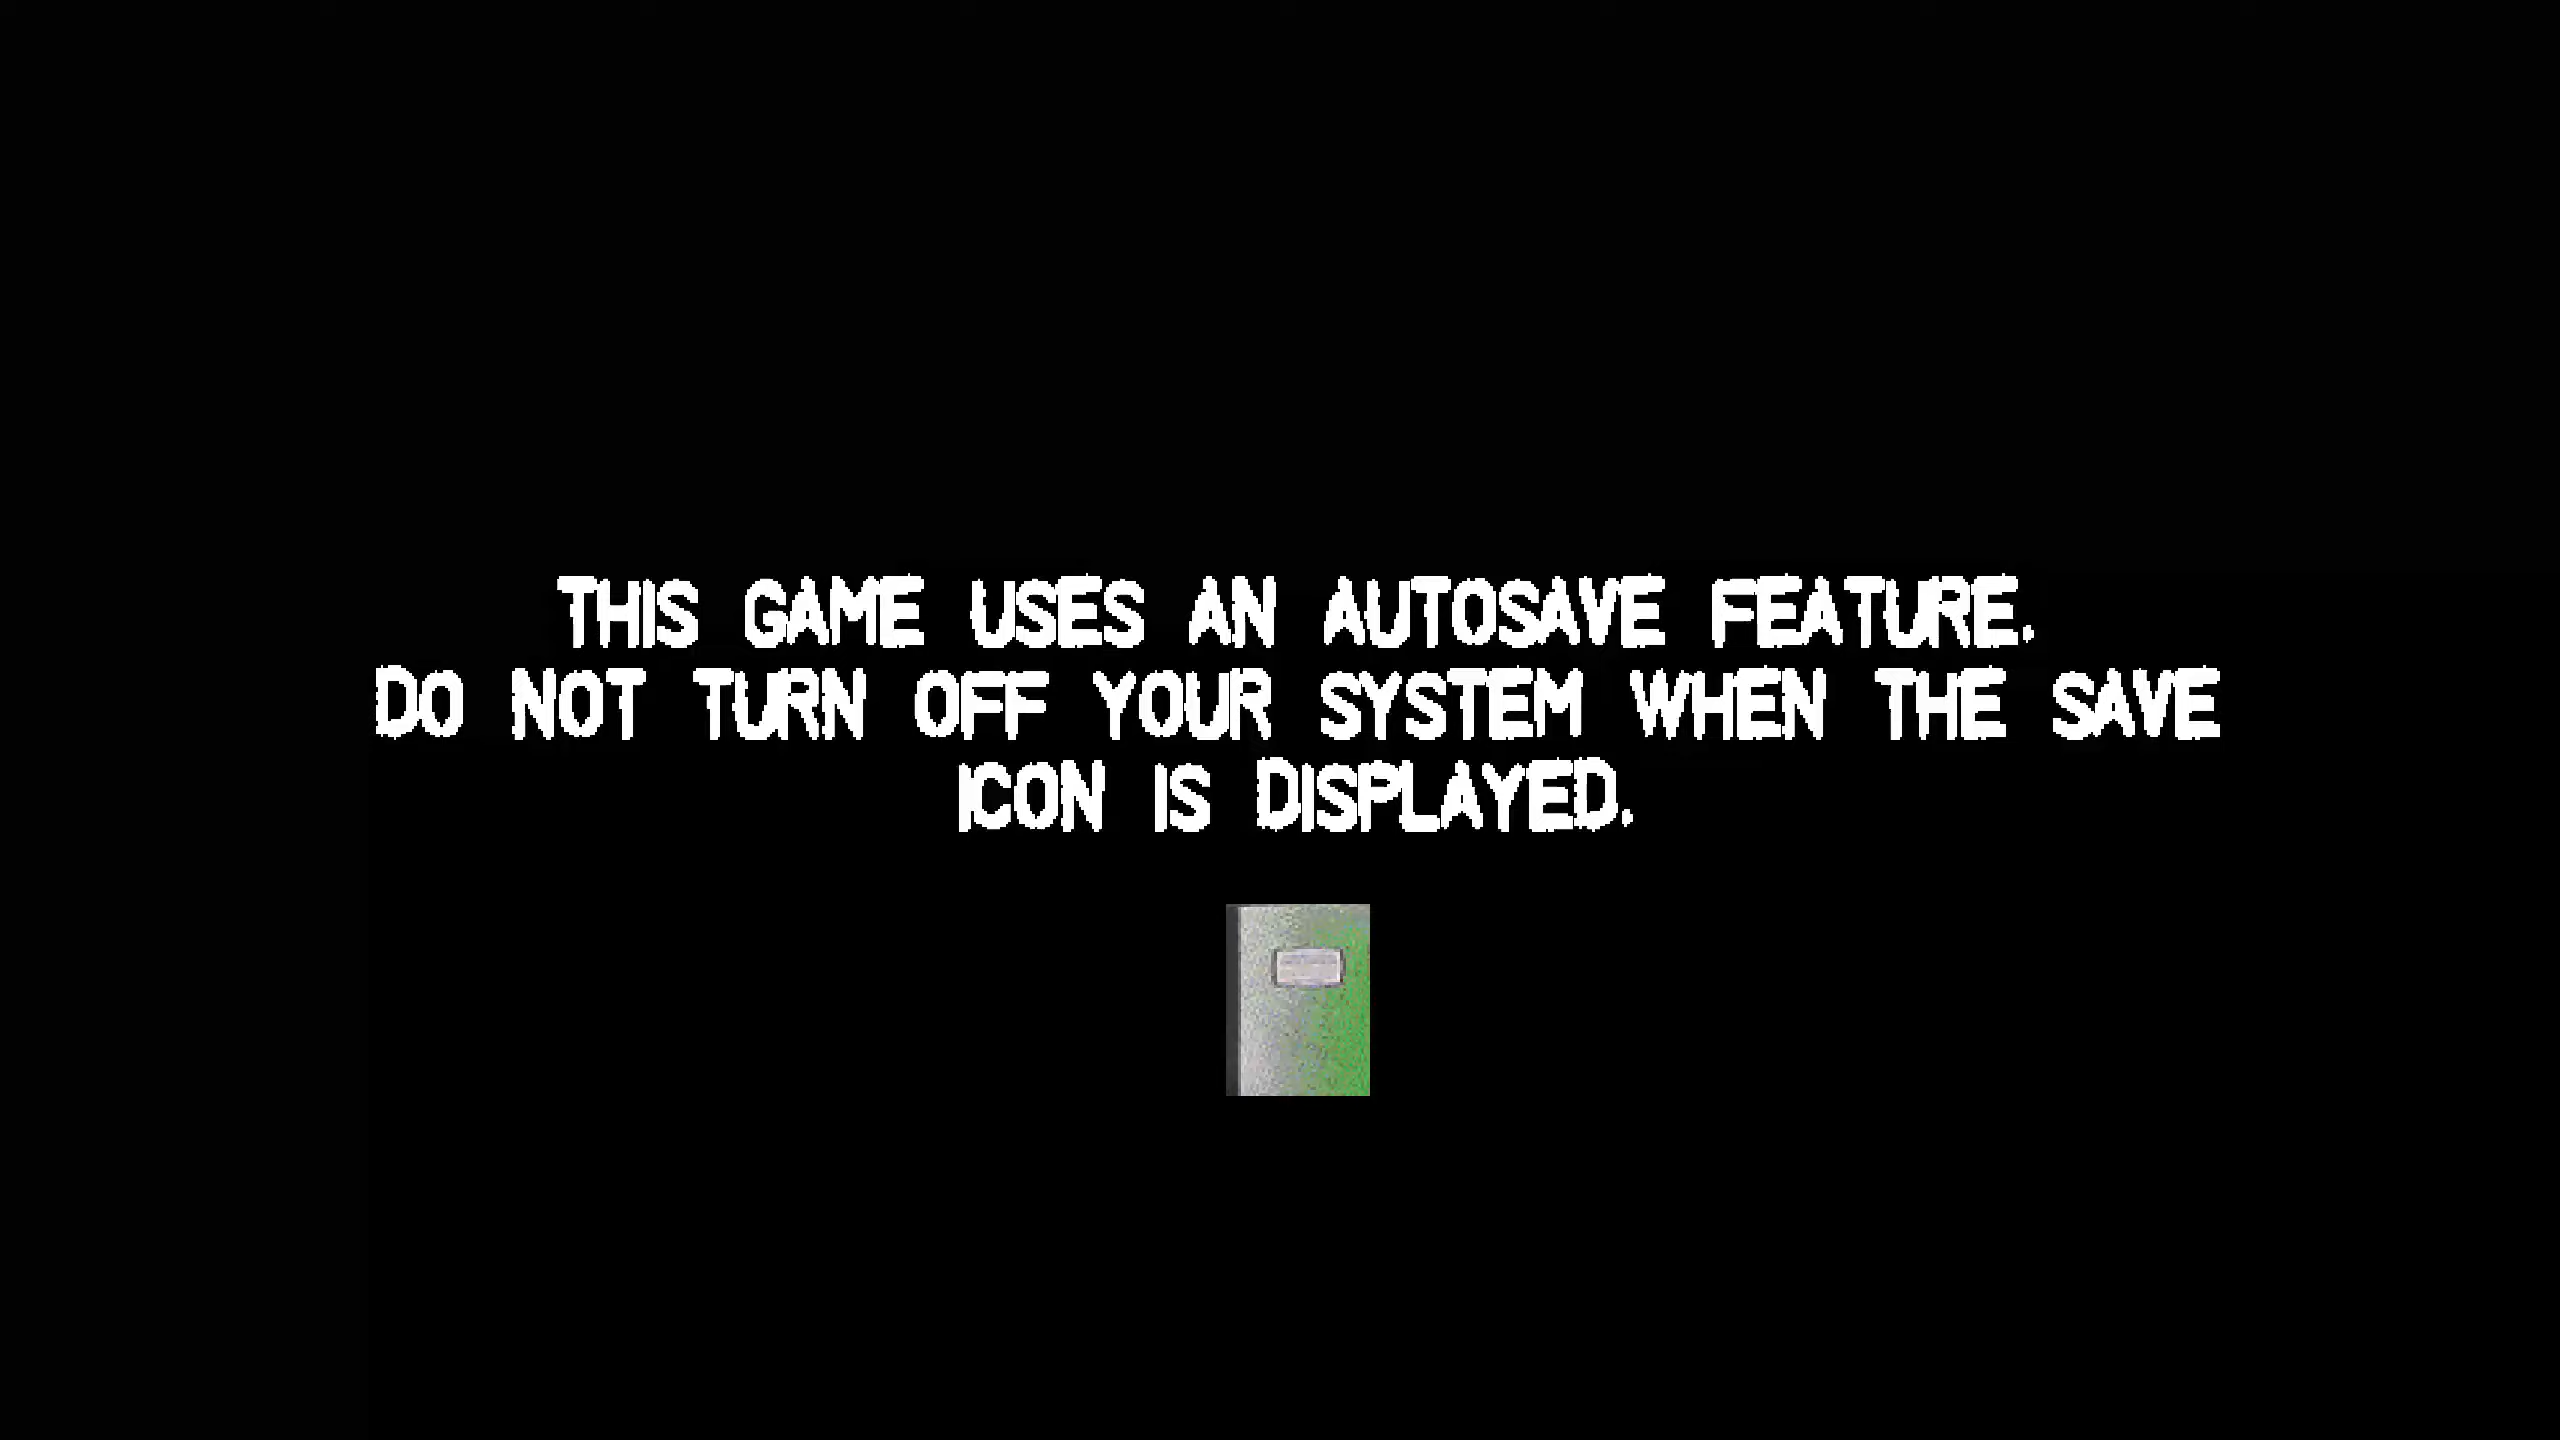 THIS GAME USES AN AUTOSAVE FEATURE.
DO NOT TURN OFF YOUR SYSTEM WHEN THE SAVE
ICON IS DISPLAYED.